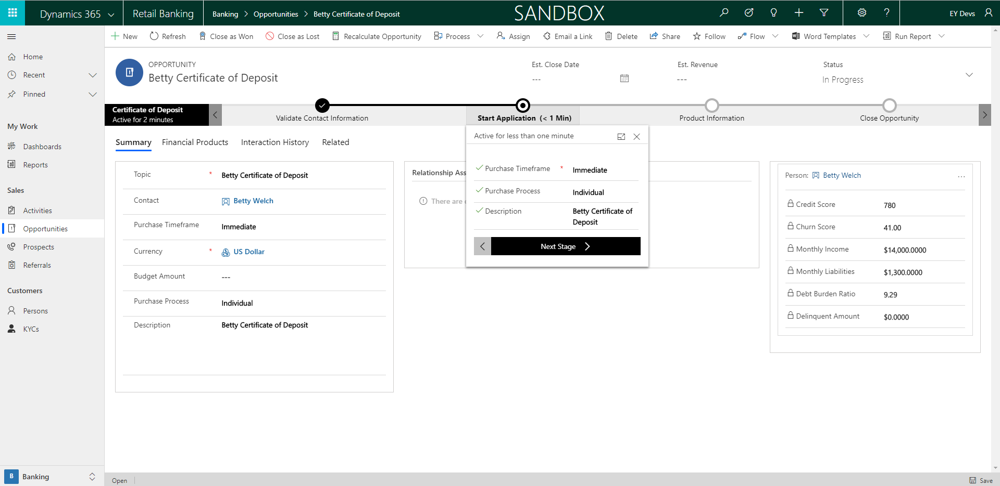 Dynamics 365
Retail Banking
Banking > Opportunities > Betty Certificate of Deposit
SANDBOX
?
EY Devs
New
Refresh
Close as Won
Close as Lost
Recalculate Opportunity
Process
Assign
Email a Link
Delete
Share
Follow
Flow
Word Templates
Run Report
Home
Recent
Pinned
My Work
Dashboards
Reports
Sales
Activities
Opportunities
Prospects
Referrals
Customers
Persons
KYCs
B Banking
OPPORTUNITY
Betty Certificate of Deposit
Est. Close Date
---
Est. Revenue
---
Status
In Progress
Certificate of Deposit
Active for 2 minutes
Validate Contact Information
Start Application (< 1 Min)
Product Information
Close Opportunity
Summary
Financial Products
Interaction History
Related
Topic * Betty Certificate of Deposit
Contact Betty Welch
Purchase Timeframe Immediate
Currency * US Dollar
Budget Amount ---
Purchase Process Individual
Description Betty Certificate of Deposit
Relationship Ass
There are
Active for less than one minute
Purchase Timeframe * Immediate
Purchase Process Individual
Description Betty Certificate of
Deposit
Next Stage
Person: Betty Welch ...
Credit Score 780
Churn Score 41.00
Monthly Income $14,000.0000
Monthly Liabilities $1,300.0000
Debt Burden Ratio 9.29
Delinquent Amount $0.0000
Open
Save